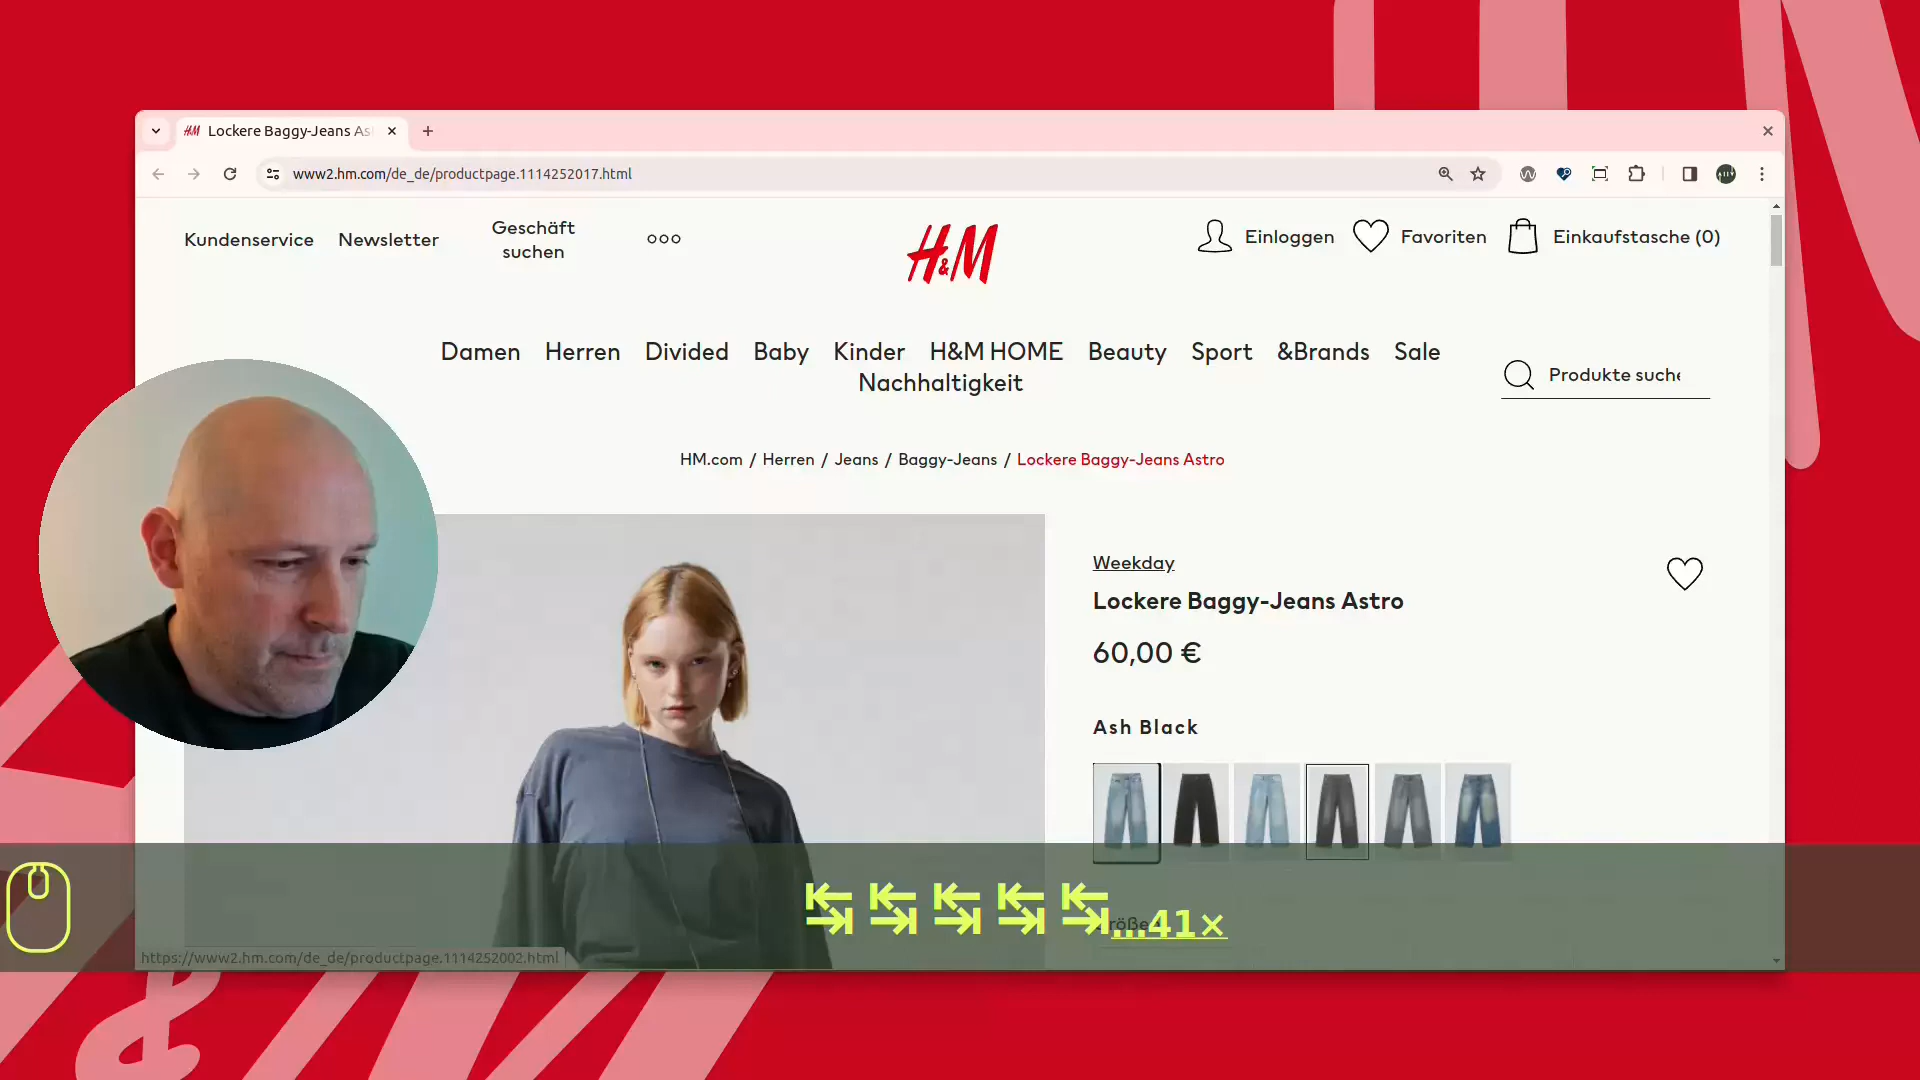 Lockere Baggy-Jeans As
www2.hm.com/de_de/productpage.1114252017.html
Kundenservice
Newsletter
Geschäft
suchen
H&M
Einloggen
Favoriten
Einkaufstasche (0)
Damen Herren Divided Baby Kinder H&M HOME Beauty Sport &Brands Sale
Nachhaltigkeit
Produkte suche
HM.com / Herren / Jeans / Baggy-Jeans / Lockere Baggy-Jeans Astro
Weekday
Lockere Baggy-Jeans Astro
60,00 €
Ash Black
...41×
https://www2.hm.com/de_de/productpage.1114252002.html